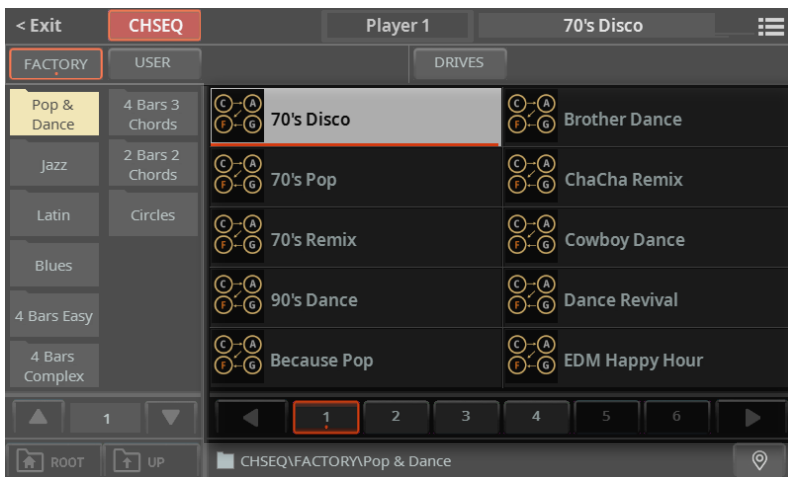 < Exit
CHSEQ
Player 1
70's Disco
FACTORY
USER
DRIVES
Pop &
Dance
4 Bars 3
Chords
Jazz
2 Bars 2
Chords
Latin
Circles
Blues
4 Bars Easy
4 Bars
Complex
1
ROOT
UP
C A
F G
70's Disco
C A
F G
Brother Dance
C A
F G
70's Pop
C A
F G
ChaCha Remix
C A
F G
70's Remix
C A
F G
Cowboy Dance
C A
F G
90's Dance
C A
F G
Dance Revival
C A
F G
Because Pop
C A
F G
EDM Happy Hour
1 2 3 4 5 6
CHSEQ\FACTORY\Pop & Dance